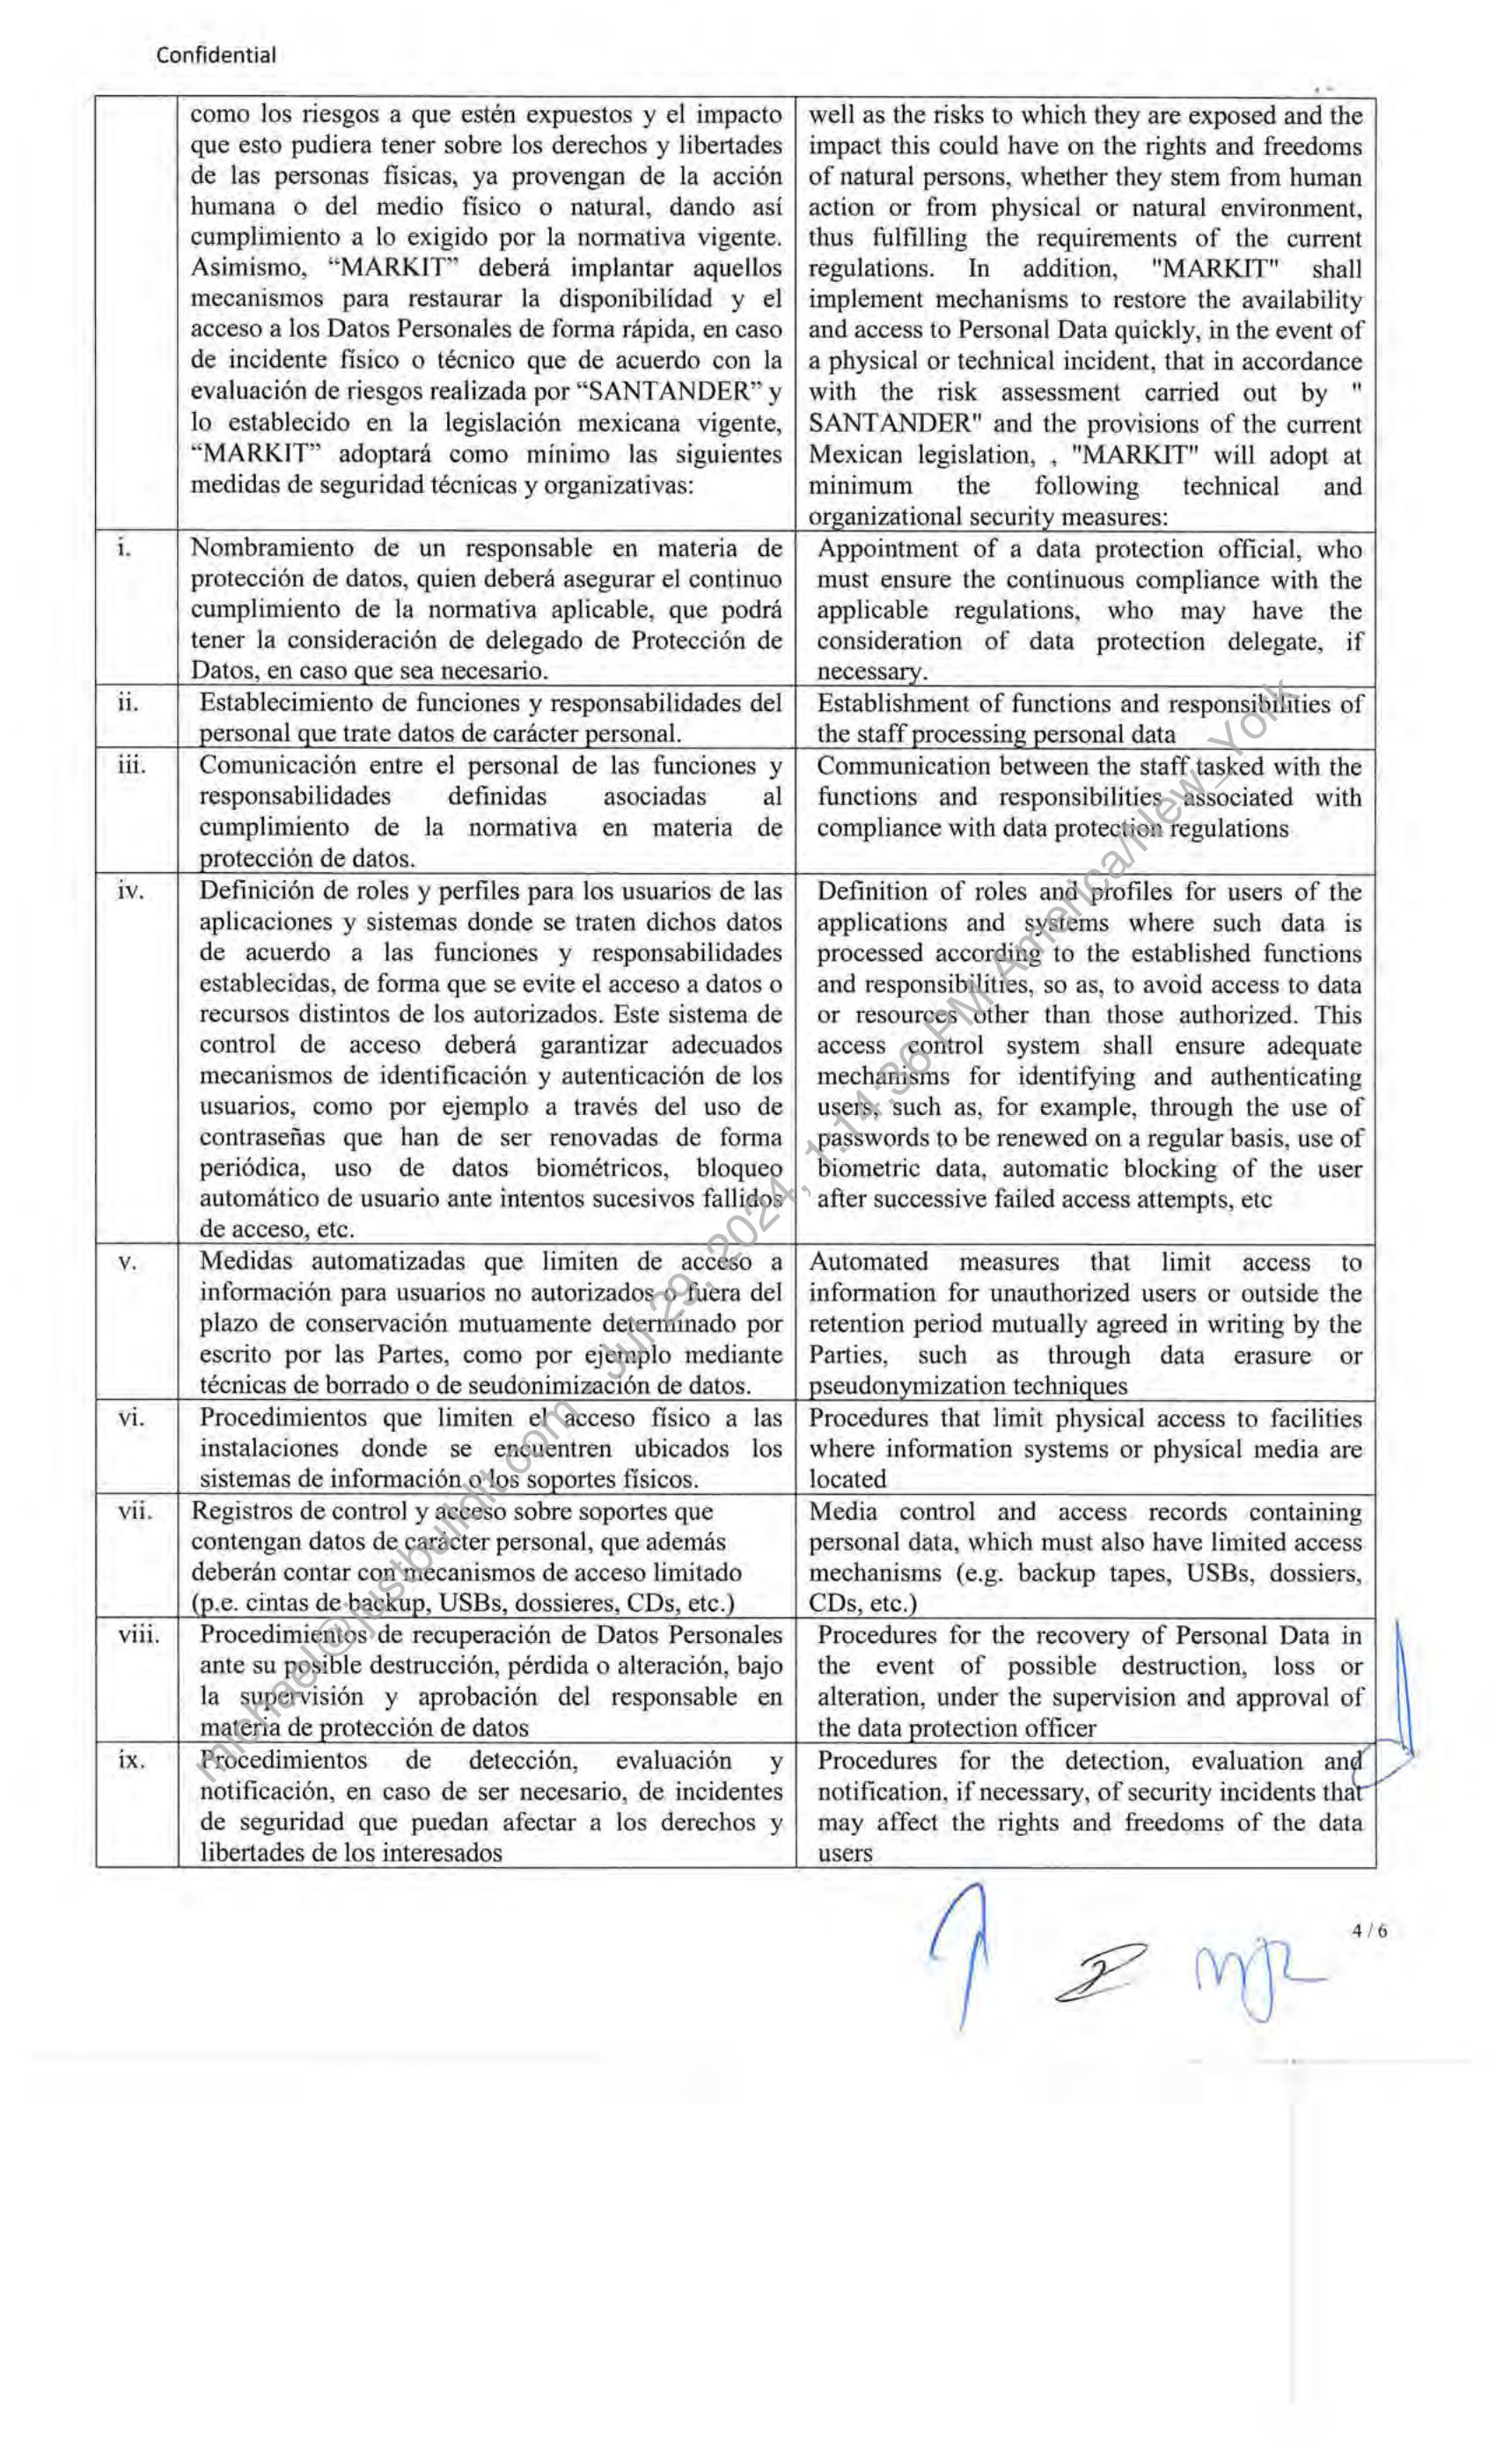 Confidential
como los riesgos a que estén expuestos y el impacto
que esto pudiera tener sobre los derechos y libertades
de las personas físicas, ya provengan de la acción
humana o del medio físico o natural, dando así
cumplimiento a lo exigido por la normativa vigente.
Asimismo, “MARKIT” deberá implantar aquellos
mecanismos para restaurar la disponibilidad y el
acceso a los Datos Personales de forma rápida, en caso
de incidente físico o técnico que de acuerdo con la
evaluación de riesgos realizada por “SANTANDER” y
lo establecido en la legislación mexicana vigente,
“MARKIT” adoptará como mínimo las siguientes
medidas de seguridad técnicas y organizativas:
well as the risks to which they are exposed and the
impact this could have on the rights and freedoms
of natural persons, whether they stem from human
action or from physical or natural environment,
thus fulfilling the requirements of the current
regulations. In addition, "MARKIT" shall
implement mechanisms to restore the availability
and access to Personal Data quickly, in the event of
a physical or technical incident, that in accordance
with the risk assessment carried out by "
SANTANDER" and the provisions of the current
Mexican legislation, , "MARKIT" will adopt at
minimum the following technical and
organizational security measures:
i.
Nombramiento de un responsable en materia de
protección de datos, quien deberá asegurar el continuo
cumplimiento de la normativa aplicable, que podrá
tener la consideración de delegado de Protección de
Datos, en caso que sea necesario.
Appointment of a data protection official, who
must ensure the continuous compliance with the
applicable regulations, who may have the
consideration of data protection delegate, if
necessary.
ii.
Establecimiento de funciones y responsabilidades del
personal que trate datos de carácter personal.
Establishment of functions and responsibilities of
the staff processing personal data
iii.
Comunicación entre el personal de las funciones y
responsabilidades definidas asociadas al
cumplimiento de la normativa en materia de
protección de datos.
Communication between the staff tasked with the
functions and responsibilities associated with
compliance with data protection regulations
iv.
Definición de roles y perfiles para los usuarios de las
aplicaciones y sistemas donde se traten dichos datos
de acuerdo a las funciones y responsabilidades
establecidas, de forma que se evite el acceso a datos o
recursos distintos de los autorizados. Este sistema de
control de acceso deberá garantizar adecuados
mecanismos de identificación y autenticación de los
usuarios, como por ejemplo a través del uso de
contraseñas que han de ser renovadas de forma
periódica, uso de datos biométricos, bloqueo
automático de usuario ante intentos sucesivos fallidos
de acceso, etc.
Definition of roles and profiles for users of the
applications and systems where such data is
processed according to the established functions
and responsibilities, so as, to avoid access to data
or resources other than those authorized. This
access control system shall ensure adequate
mechanisms for identifying and authenticating
users, such as, for example, through the use of
passwords to be renewed on a regular basis, use of
biometric data, automatic blocking of the user
after successive failed access attempts, etc
v.
Medidas automatizadas que limiten de acceso a
información para usuarios no autorizados o fuera del
plazo de conservación mutuamente determinado por
escrito por las Partes, como por ejemplo mediante
técnicas de borrado o de seudonimización de datos.
Automated measures that limit access to
information for unauthorized users or outside the
retention period mutually agreed in writing by the
Parties, such as through data erasure or
pseudonymization techniques
vi.
Procedimientos que limiten el acceso físico a las
instalaciones donde se encuentren ubicados los
sistemas de información o los soportes físicos.
Procedures that limit physical access to facilities
where information systems or physical media are
located
vii.
Registros de control y acceso sobre soportes que
contengan datos de carácter personal, que además
deberán contar con mecanismos de acceso limitado
(p.e. cintas de backup, USBs, dossieres, CDs, etc.)
Media control and access records containing
personal data, which must also have limited access
mechanisms (e.g. backup tapes, USBs, dossiers,
CDs, etc.)
viii.
Procedimientos de recuperación de Datos Personales
ante su posible destrucción, pérdida o alteración, bajo
la supervisión y aprobación del responsable en
materia de protección de datos
Procedures for the recovery of Personal Data in
the event of possible destruction, loss or
alteration, under the supervision and approval of
the data protection officer
ix.
Procedimientos de detección, evaluación y
notificación, en caso de ser necesario, de incidentes
de seguridad que puedan afectar a los derechos y
libertades de los interesados
Procedures for the detection, evaluation and
notification, if necessary, of security incidents that
may affect the rights and freedoms of the data
users
michael@justbuildit.com - Jul 29, 2024, 1:14:36 PM America/New_York
4 / 6